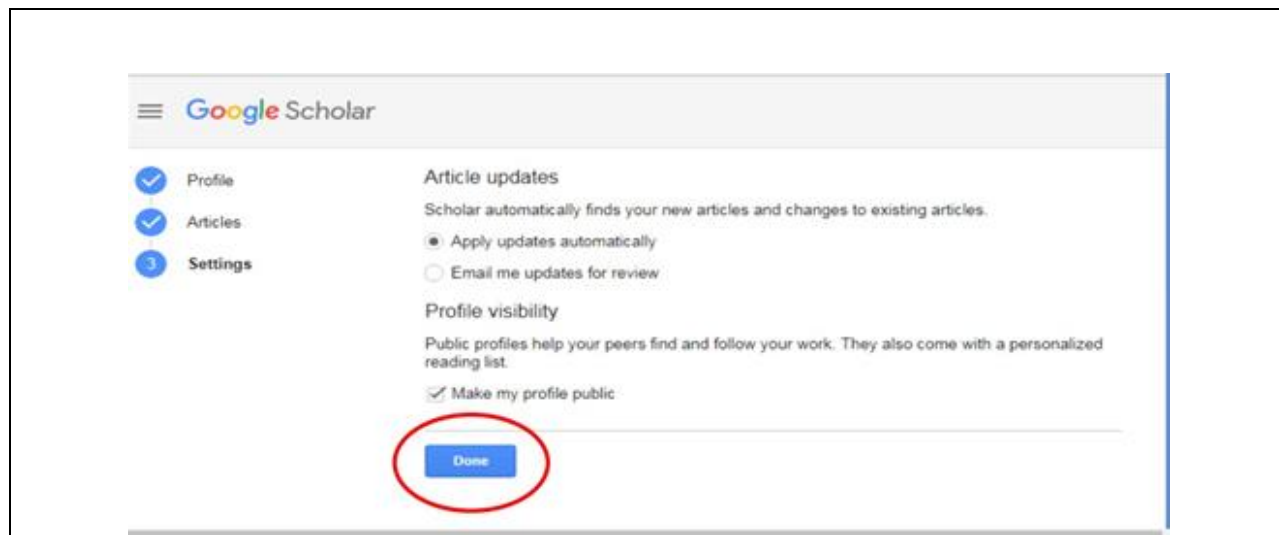 Google Scholar
Profile
Articles
3 Settings
Article updates
Scholar automatically finds your new articles and changes to existing articles.
Apply updates automatically
Email me updates for review
Profile visibility
Public profiles help your peers find and follow your work. They also come with a personalized
reading list.
Make my profile public
Done